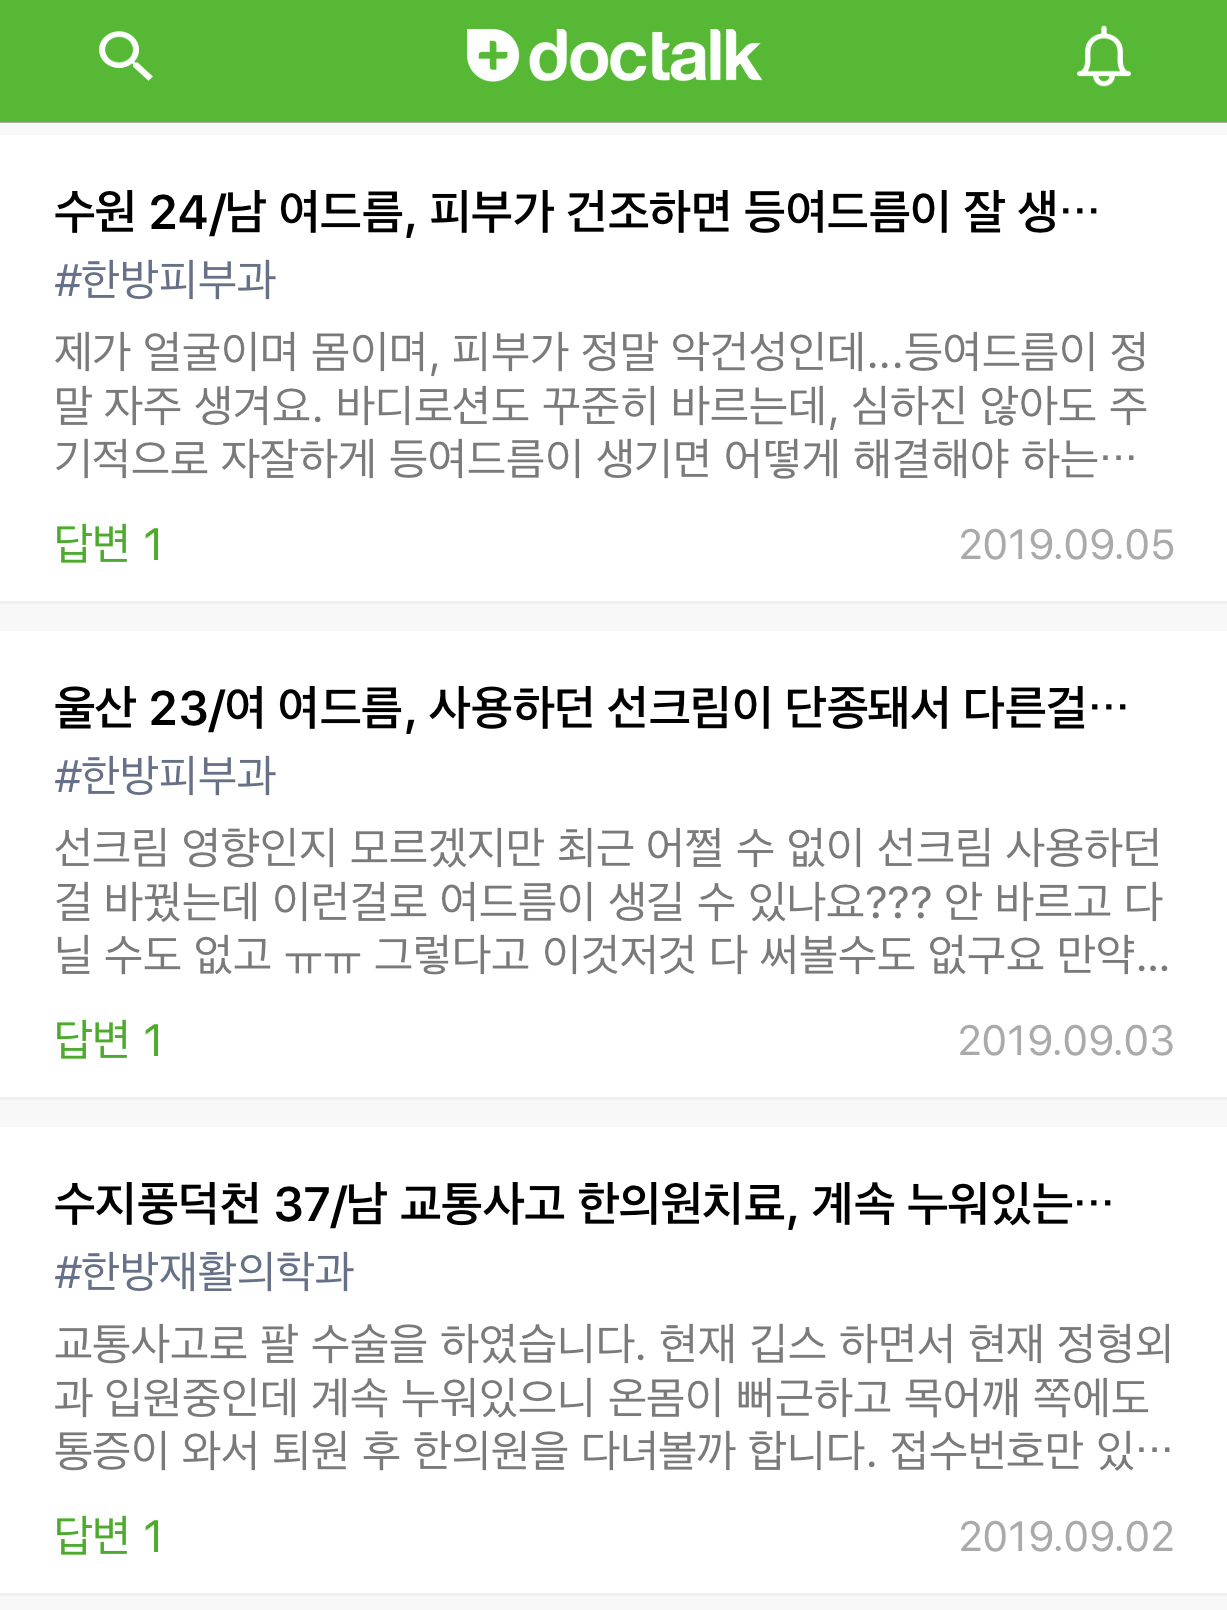 doctalk
수원 24/남 여드름, 피부가 건조하면 등여드름이 잘 생…
#한방피부과
제가 얼굴이며 몸이며, 피부가 정말 악건성인데...등여드름이 정
말 자주 생겨요. 바디로션도 꾸준히 바르는데, 심하진 않아도 주
기적으로 자잘하게 등여드름이 생기면 어떻게 해결해야 하는…
답변 1
2019.09.05
울산 23/여 여드름, 사용하던 선크림이 단종돼서 다른걸…
#한방피부과
선크림 영향인지 모르겠지만 최근 어쩔 수 없이 선크림 사용하던
걸 바꿨는데 이런걸로 여드름이 생길 수 있나요??? 안 바르고 다
닐 수도 없고 ㅠㅠ 그렇다고 이것저것 다 써볼수도 없구요 만약...
답변 1
2019.09.03
수지풍덕천 37/남 교통사고 한의원치료, 계속 누워있는…
#한방재활의학과
교통사고로 팔 수술을 하였습니다. 현재 깁스 하면서 현재 정형외
과 입원중인데 계속 누워있으니 온몸이 뻐근하고 목어깨 쪽에도
통증이 와서 퇴원 후 한의원을 다녀볼까 합니다. 접수번호만 있…
답변 1
2019.09.02